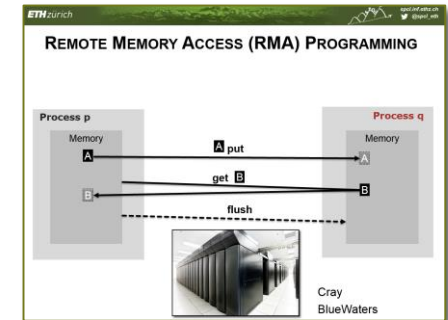 ETH zürich
spcl.inf.ethz.ch
@spcl_eth
REMOTE MEMORY ACCESS (RMA) PROGRAMMING
Process p
Process q
Memory
Memory
A
A put
A
get B
B
B
flush
Cray
BlueWaters